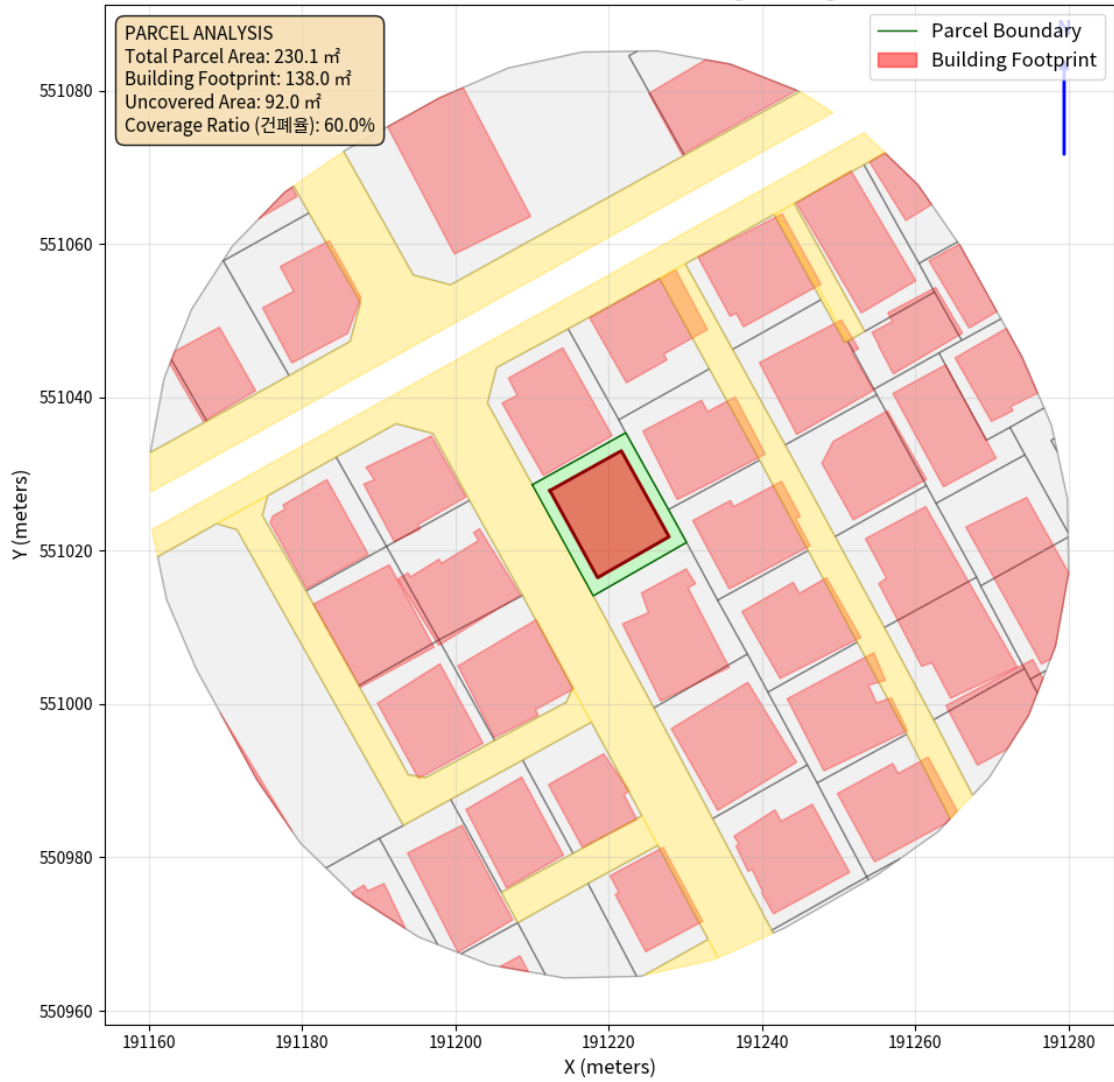 PARCEL ANALYSIS
Total Parcel Area: 230.1 ㎡
Building Footprint: 138.0 ㎡
Uncovered Area: 92.0 ㎡
Coverage Ratio (건폐율): 60.0%
Parcel Boundary
Building Footprint
N
551080
551060
551040
551020
551000
550980
550960
Y (meters)
191160 191180 191200 191220 191240 191260 191280
X (meters)